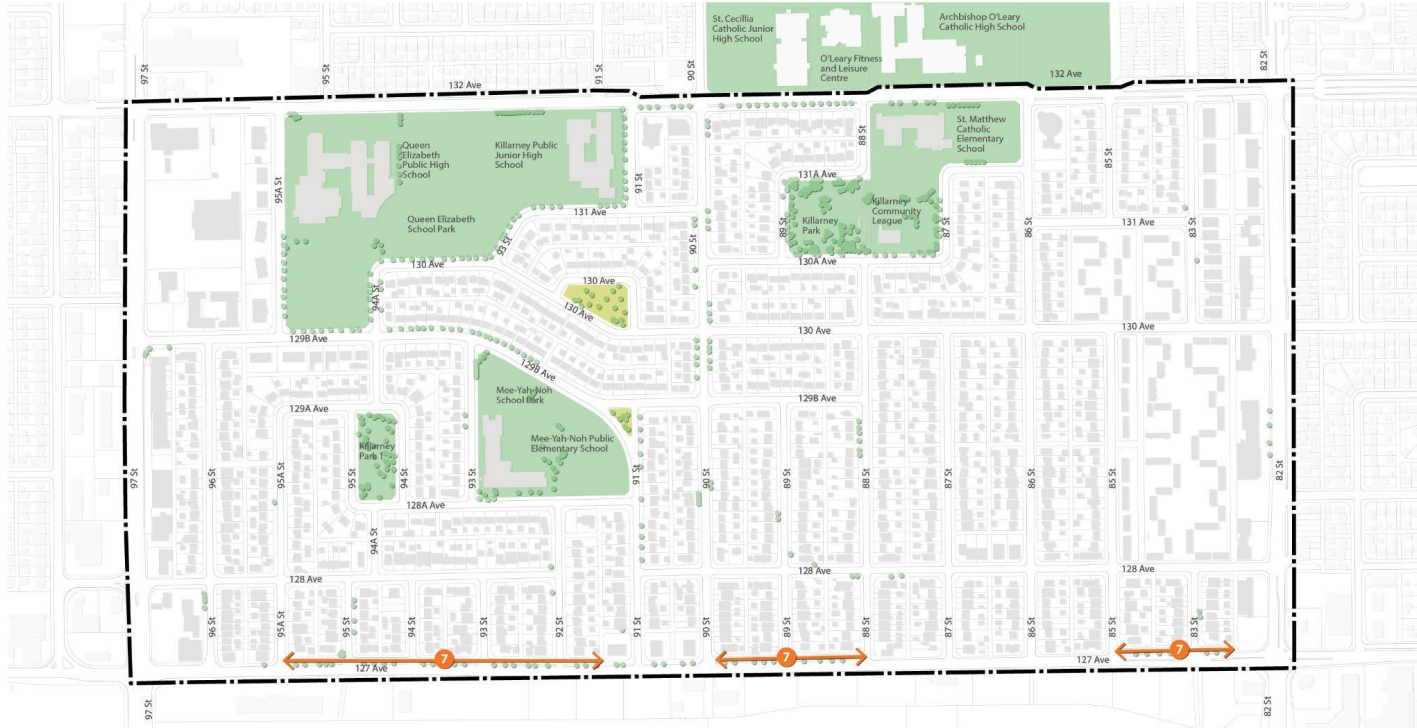 St. Cecillia
Catholic Junior
High School
Archbishop O'Leary
Catholic High School
O'Leary Fitness
and Leisure
Centre
97 St
95 St
91 St
90 St
82 St
132 Ave
132 Ave
Queen
Elizabeth
Public High
School
Killarney Public
Junior High
School
St. Matthew
Catholic
Elementary
School
88 St
85 St
95A St
91 St
131A Ave
Queen Elizabeth
School Park
131 Ave
Killarney
Park
Killarney
Community
League
131 Ave
93 St
90 St
89 St
87 St
86 St
83 St
130 Ave
130A Ave
94A St
130 Ave
130 Ave
130 Ave
130 Ave
129B Ave
129B Ave
Mee-Yah-Noh
School Park
129B Ave
129A Ave
Killarney
Park 1
Mee-Yah-Noh Public
Elementary School
97 St
96 St
95A St
95 St
94 St
93 St
91 St
90 St
89 St
88 St
87 St
86 St
85 St
82 St
128A Ave
94A St
128 Ave
128 Ave
128 Ave
96 St
95A St
95 St
94 St
93 St
92 St
91 St
90 St
89 St
88 St
87 St
86 St
85 St
83 St
7
7
7
127 Ave
127 Ave
97 St
82 St